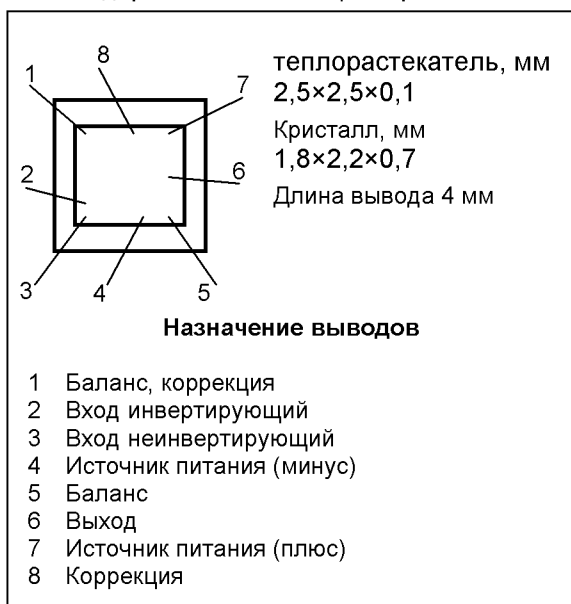 8
1
7
теплорастекатель, мм
2,5×2,5×0,1
Кристалл, мм
1,8×2,2×0,7
2
6
Длина вывода 4 мм
3
4
5
Назначение выводов
1 Баланс, коррекция
2 Вход инвертирующий
3 Вход неинвертирующий
4 Источник питания (минус)
5 Баланс
6 Выход
7 Источник питания (плюс)
8 Коррекция